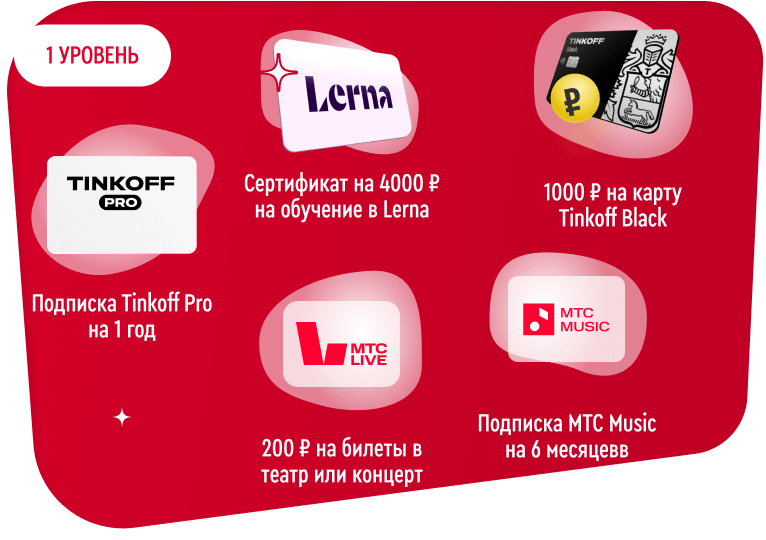 1 УРОВЕНЬ
Lerna
TINKOFF
Black
₽
Сертификат на 4000 ₽
на обучение в Lerna
1000 ₽ на карту
Tinkoff Black
TINKOFF
PRO
Подписка Tinkoff Pro
на 1 год
МТС
LIVE
200 ₽ на билеты в
театр или концерт
МТС
MUSIC
Подписка МТС Music
на 6 месяцевв